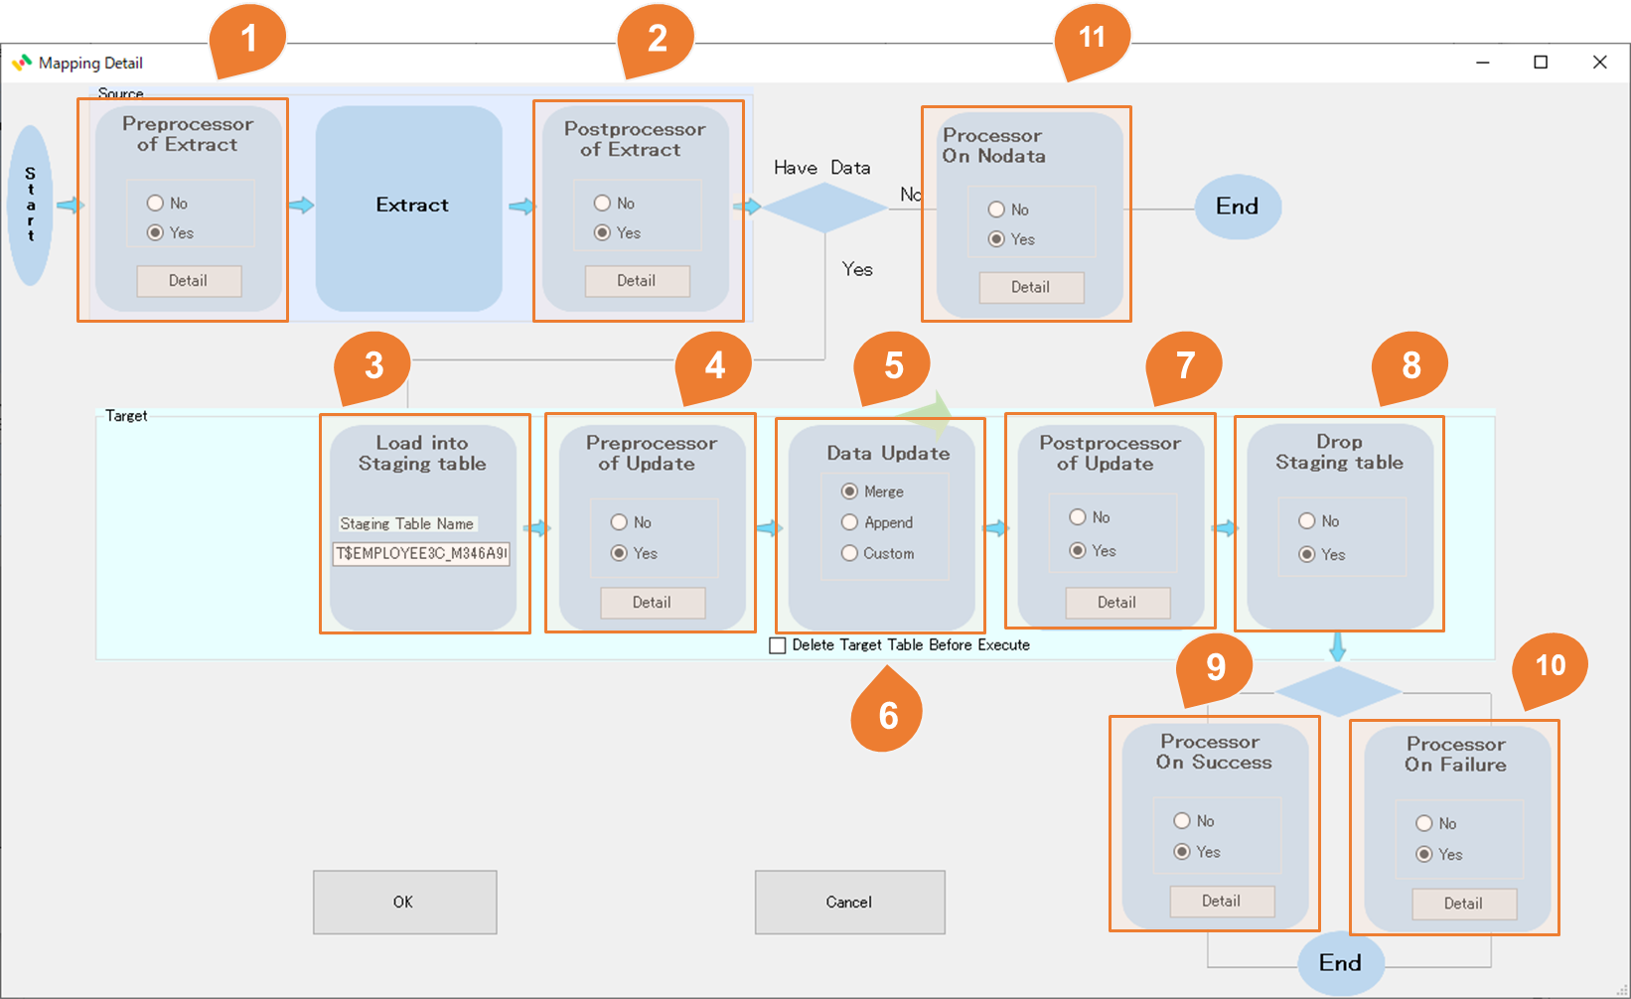 1
2
11
Mapping Detail
Source
Start
Preprocessor
of Extract
No
Yes
Detail
Extract
Postprocessor
of Extract
No
Yes
Detail
Have Data
No
Yes
Processor
On Nodata
No
Yes
Detail
End
3
4
5
7
8
Target
Load into
Staging table
Staging Table Name
Preprocessor
of Update
No
Yes
Detail
Data Update
Merge
Append
Custom
Postprocessor
of Update
No
Yes
Detail
Drop
Staging table
No
Yes
Delete Target Table Before Execute
6
9
10
Processor
On Success
No
Yes
Detail
Processor
On Failure
No
Yes
Detail
OK
Cancel
End